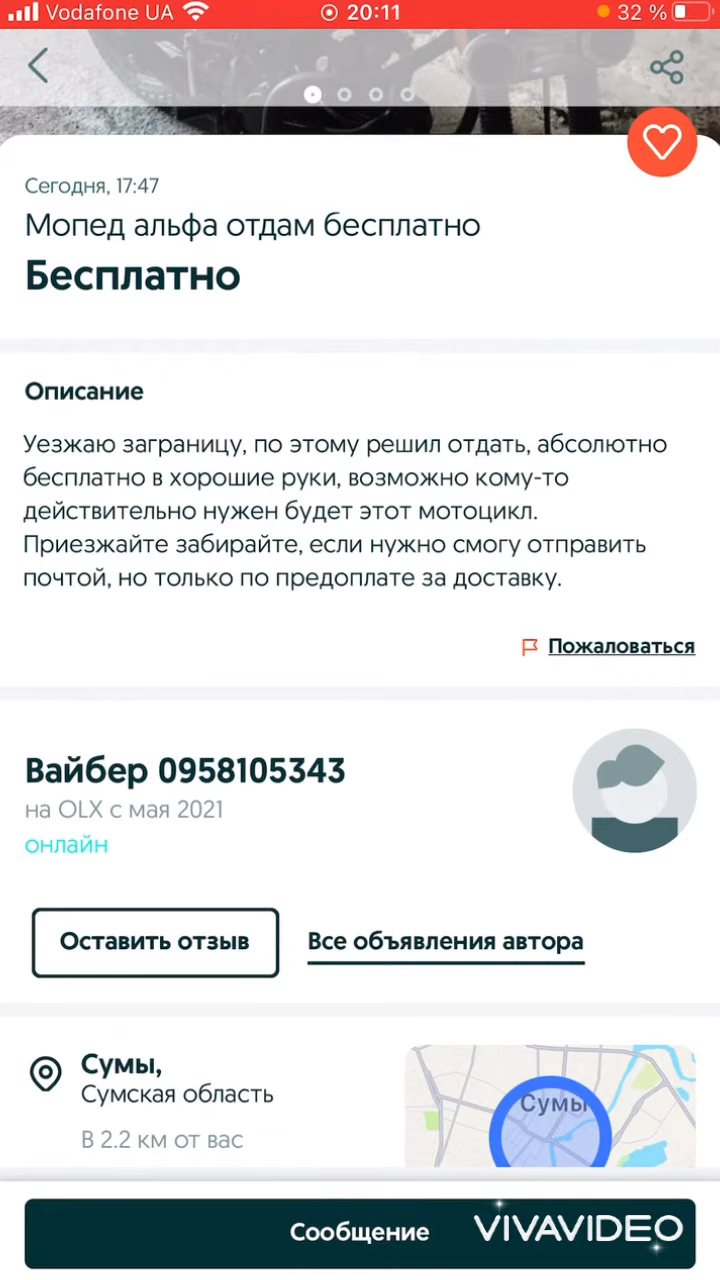 Vodafone UA
20:11
32 %
Сегодня, 17:47
Мопед альфа отдам бесплатно
Бесплатно
Описание
Уезжаю заграницу, по этому решил отдать, абсолютно
бесплатно в хорошие руки, возможно кому-то
действительно нужен будет этот мотоцикл.
Приезжайте забирайте, если нужно смогу отправить
почтой, но только по предоплате за доставку.
Пожаловаться
Вайбер 0958105343
на OLX с мая 2021
онлайн
Оставить отзыв
Все объявления автора
Сумы,
Сумская область
В 2.2 км от вас
Сумы
Сообщение
VIVAVIDEO